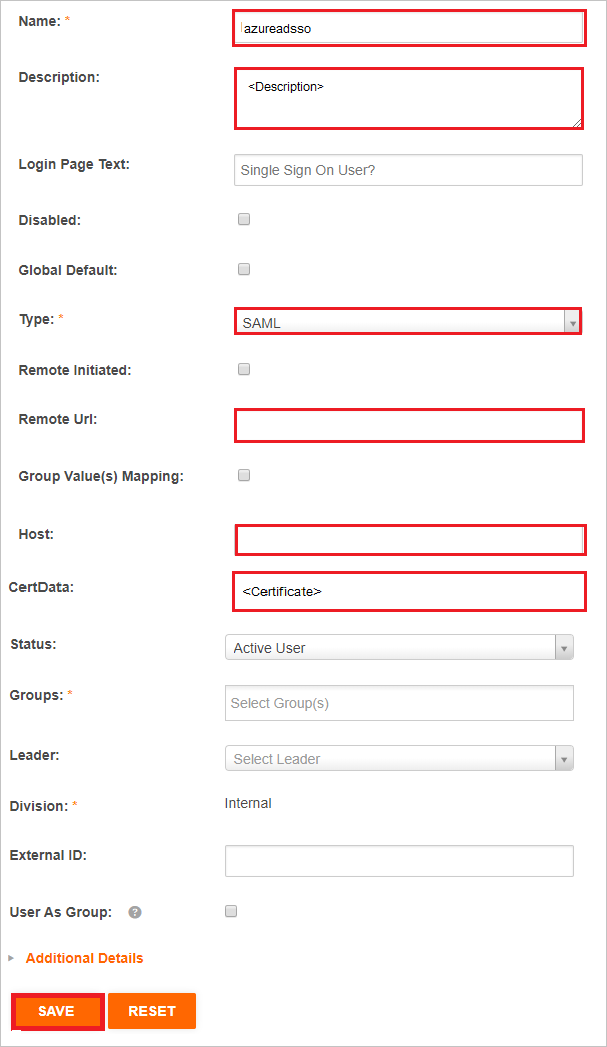 Name: * azureadsso
Description: <Description>
Login Page Text: Single Sign On User?
Disabled:
Global Default:
Type: * SAML
Remote Initiated:
Remote Url:
Group Value(s) Mapping:
Host:
CertData: <Certificate>
Status: Active User
Groups: * Select Group(s)
Leader: Select Leader
Division: * Internal
External ID:
User As Group: ?
Additional Details
SAVE RESET